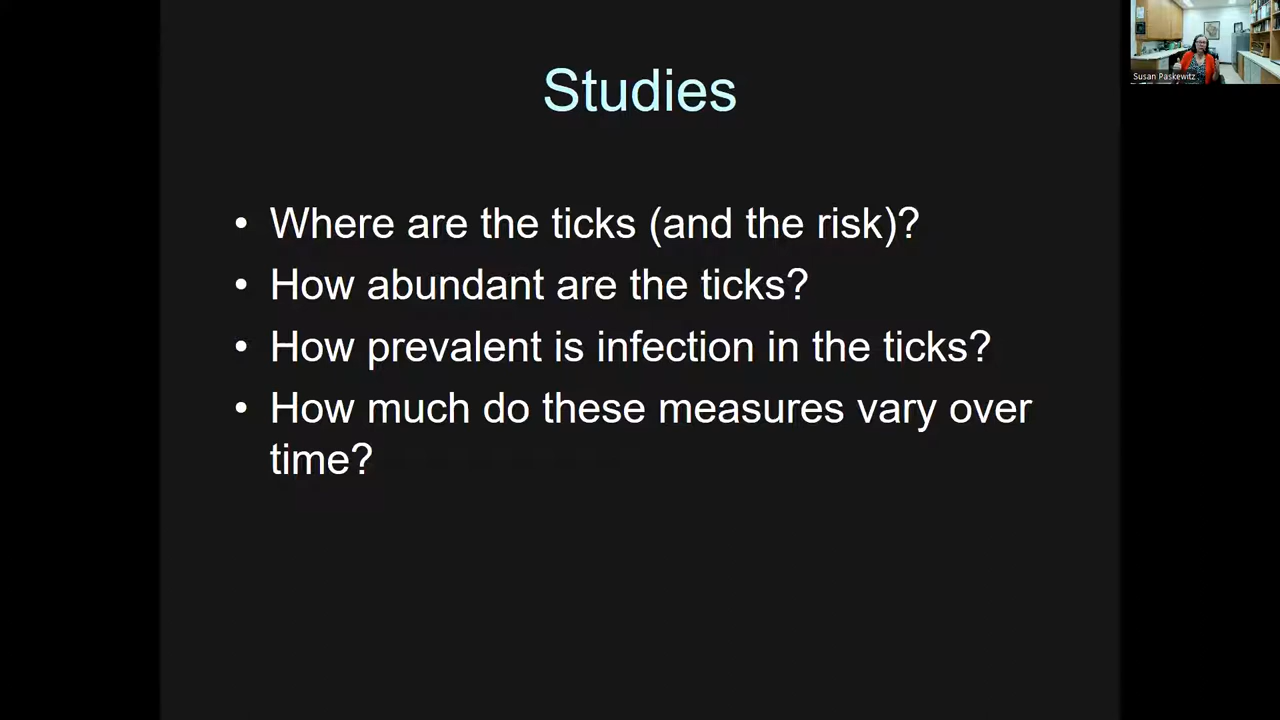 Studies
• Where are the ticks (and the risk)?
• How abundant are the ticks?
• How prevalent is infection in the ticks?
• How much do these measures vary over
time?
Susan Paskewitz